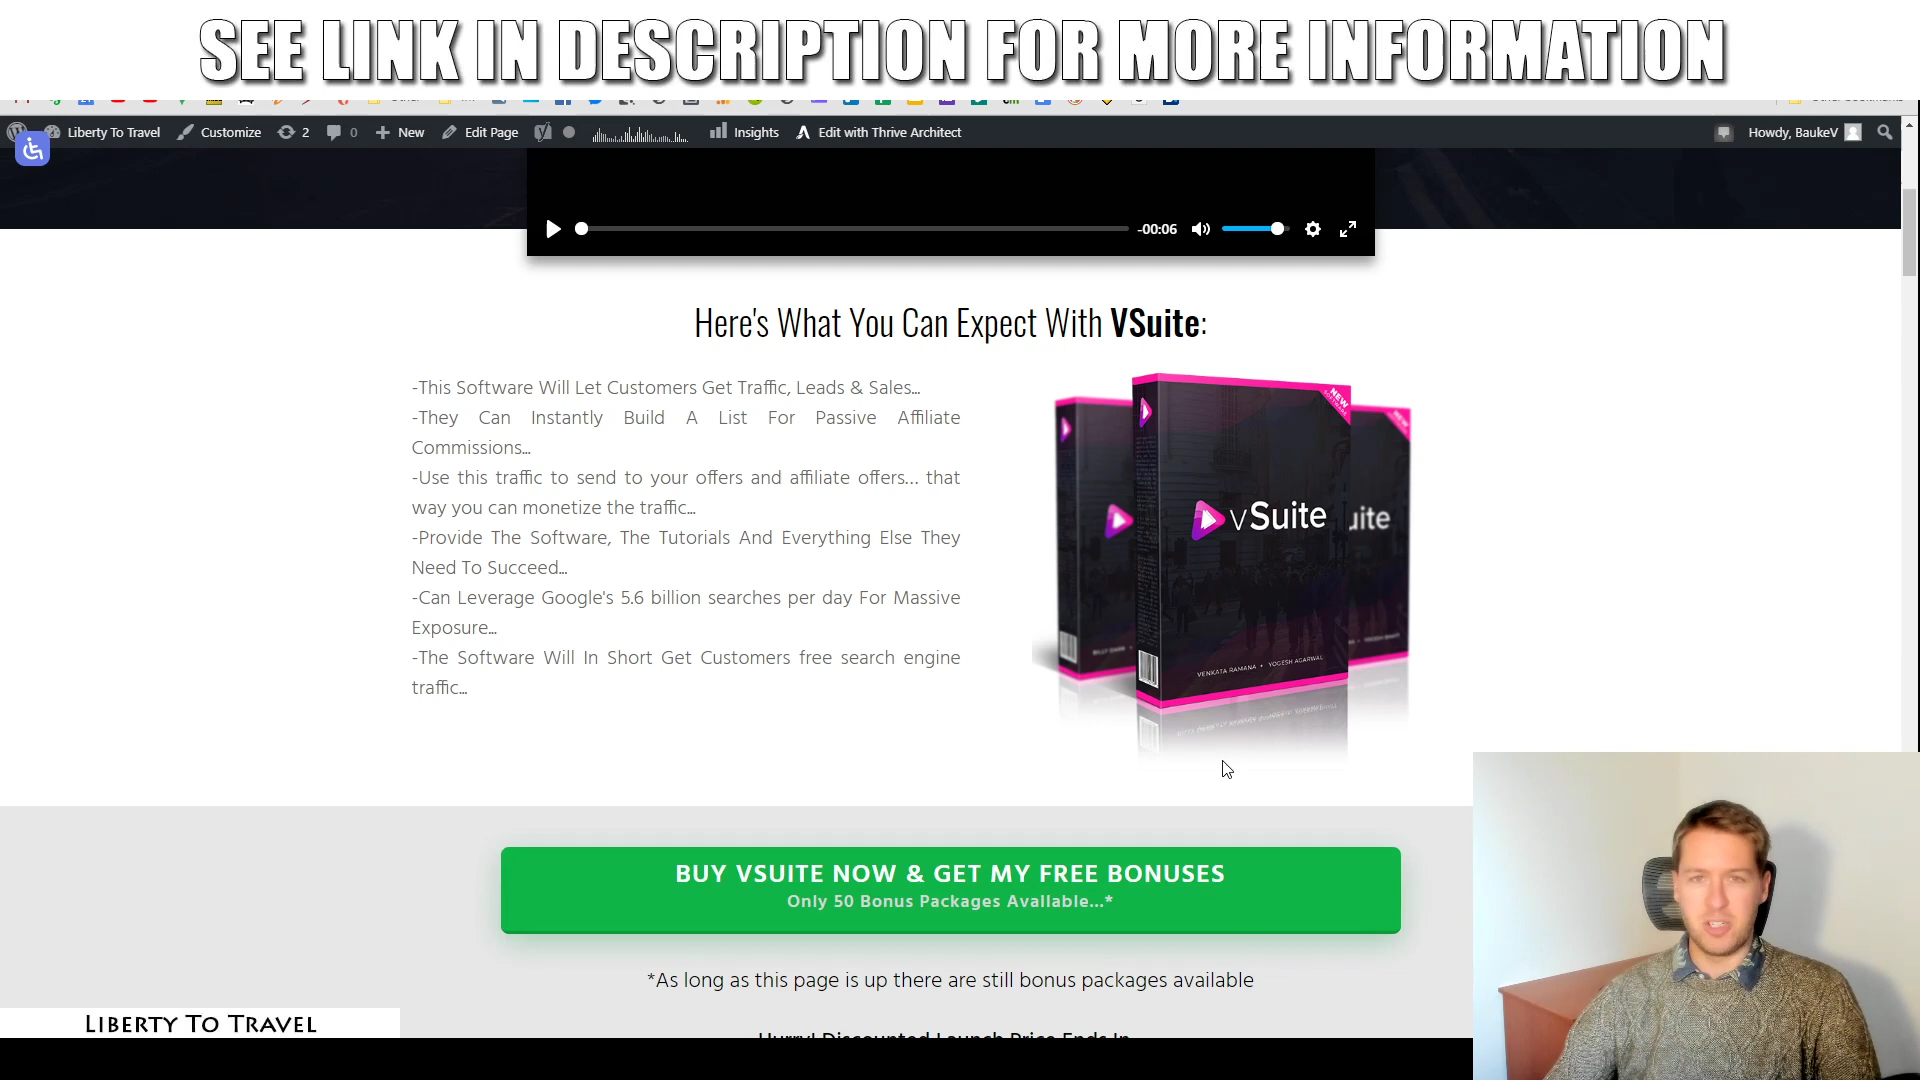 SEE LINK IN DESCRIPTION FOR MORE INFORMATION
Liberty To Travel Customize 2 0 New Edit Page Insights Edit with Thrive Architect Howdy, BaukeV
-00:06
Here's What You Can Expect With VSuite:
-This Software Will Let Customers Get Traffic, Leads & Sales...
-They Can Instantly Build A List For Passive Affiliate
Commissions...
-Use this traffic to send to your offers and affiliate offers... that
way you can monetize the traffic...
-Provide The Software, The Tutorials And Everything Else They
Need To Succeed...
-Can Leverage Google's 5.6 billion searches per day For Massive
Exposure...
-The Software Will In Short Get Customers free search engine
traffic...
NEW
vSuite
uite
VENKATA RAMANA • YOGESH AGARWAL
BUY VSUITE NOW & GET MY FREE BONUSES
Only 50 Bonus Packages Available...*
*As long as this page is up there are still bonus packages available
Hurry! Discounted Launch Price Ends In
LIBERTY TO TRAVEL